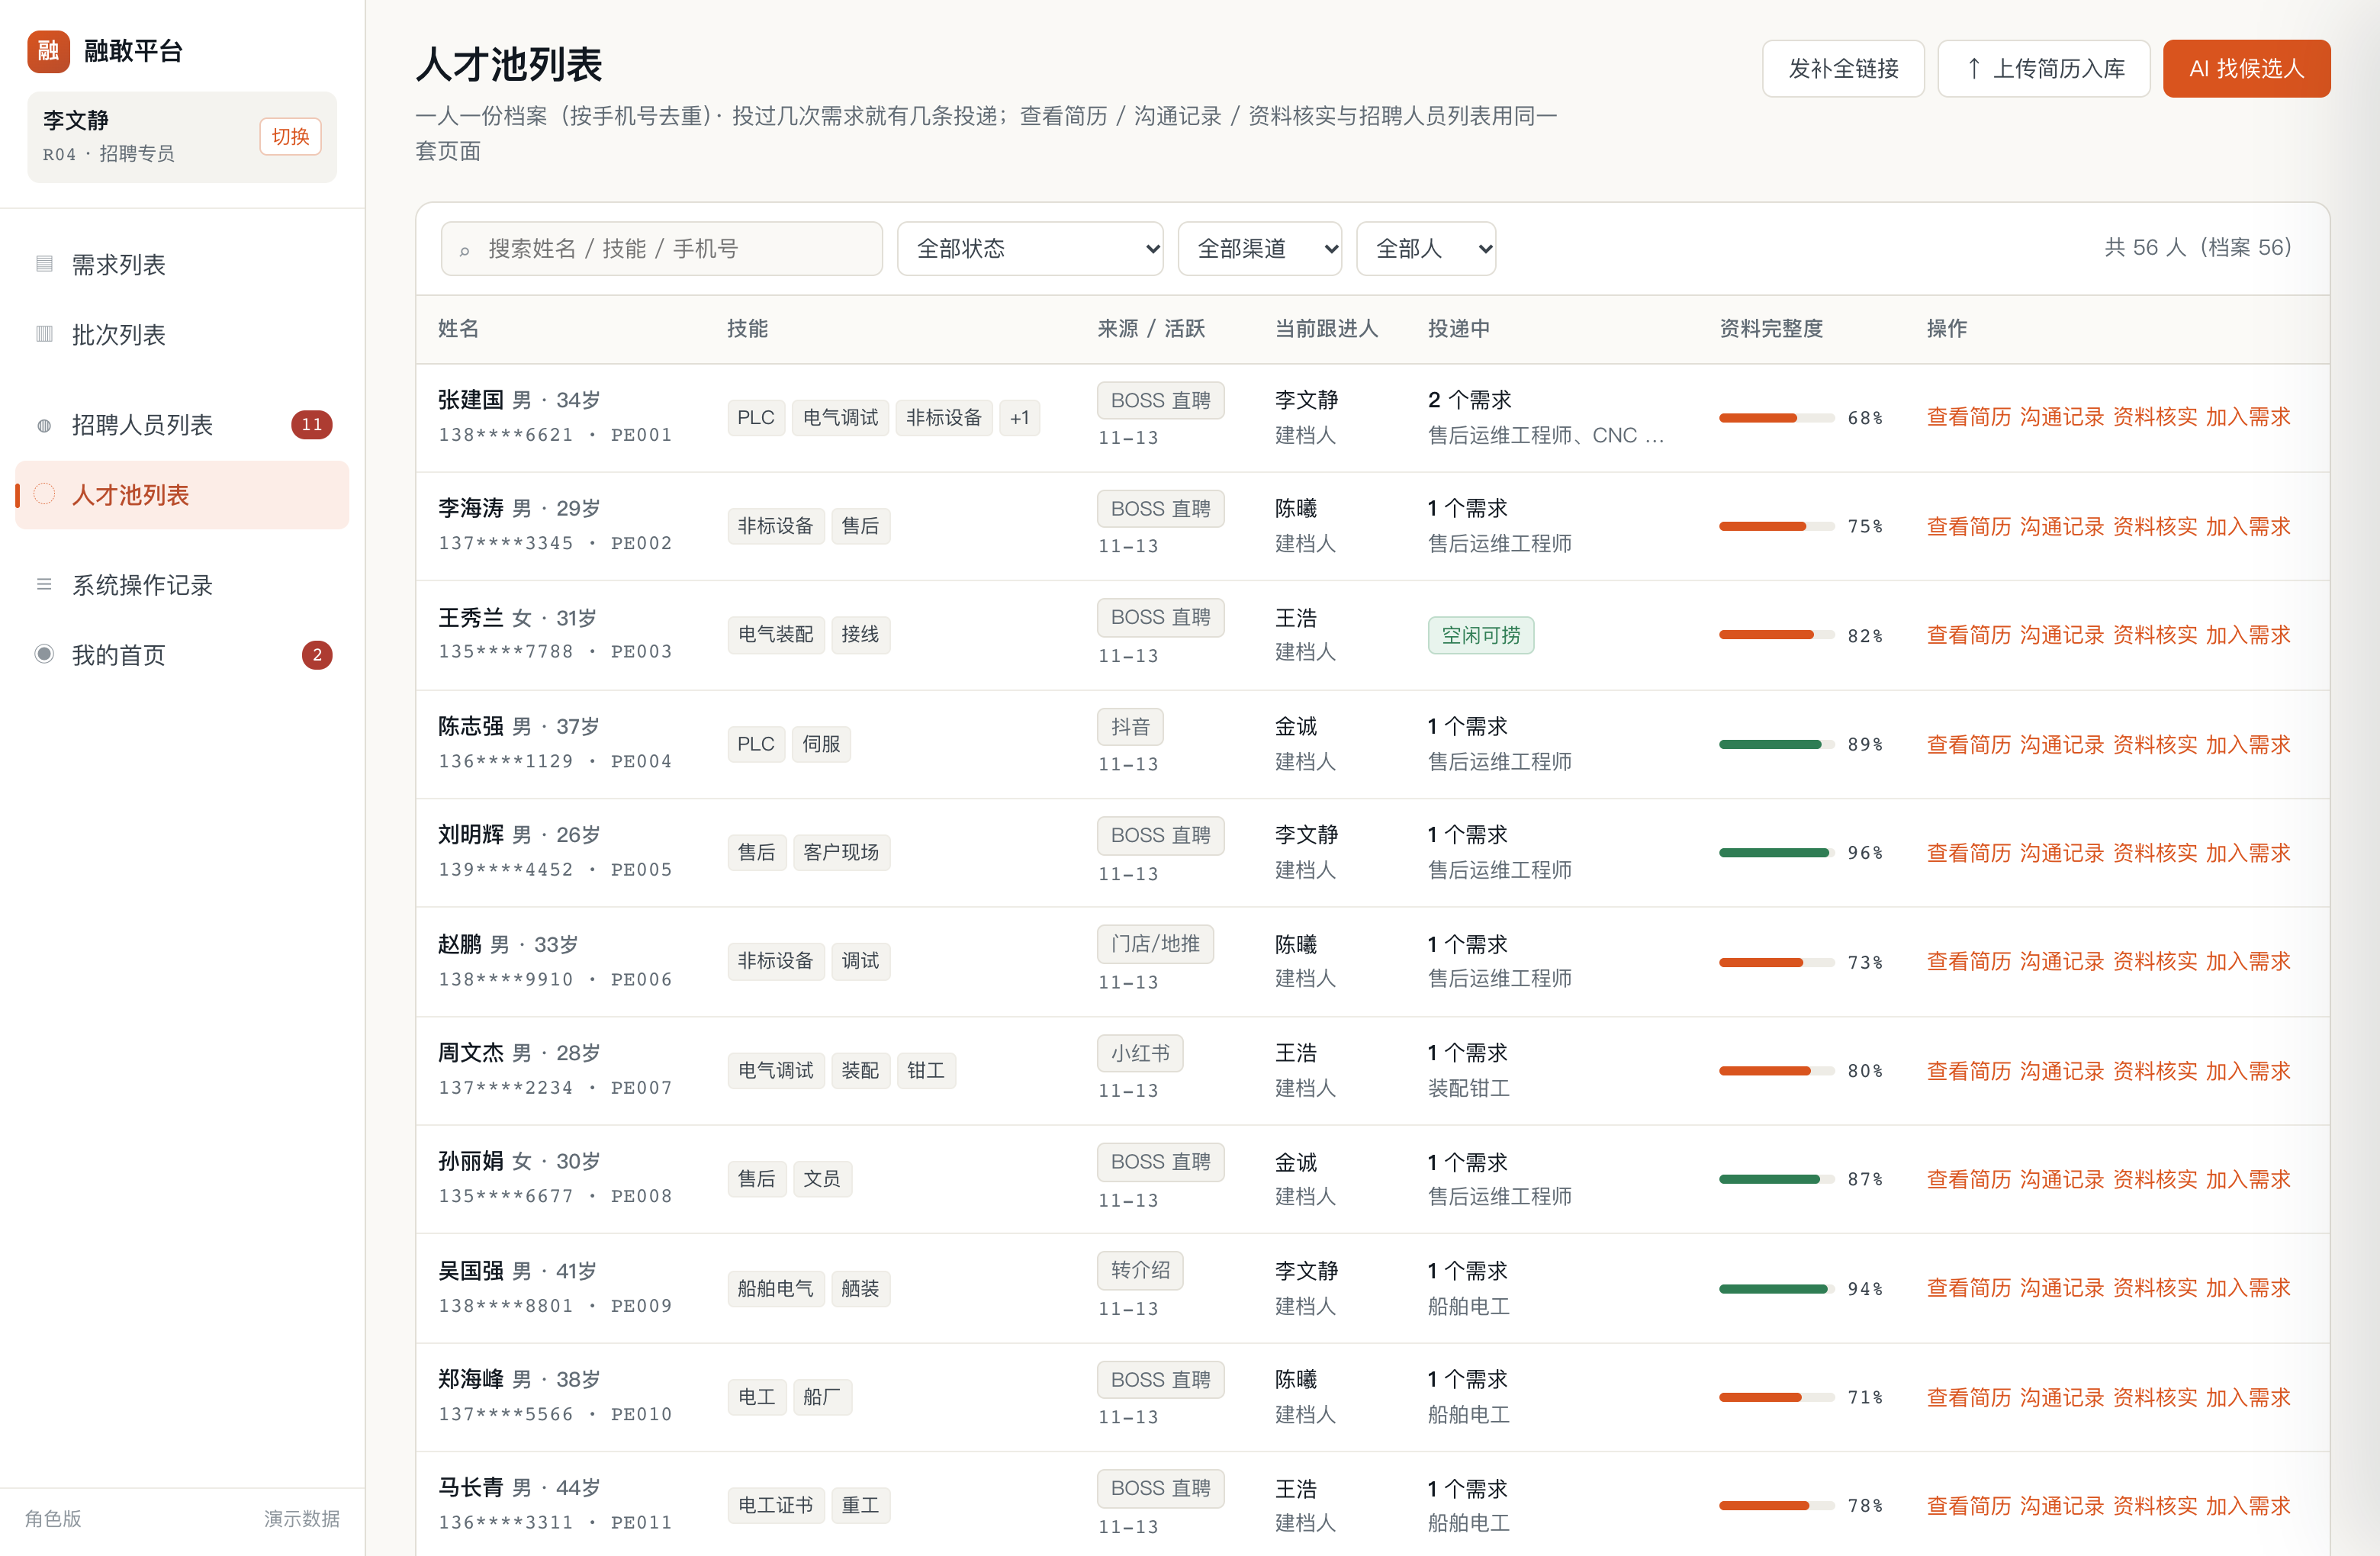 融 融敢平台
李文静
R04 · 招聘专员
切换
需求列表
批次列表
招聘人员列表 11
人才池列表
系统操作记录
我的首页 2
角色版 演示数据
人才池列表
一人一份档案（按手机号去重）· 投过几次需求就有几条投递；查看简历 / 沟通记录 / 资料核实与招聘人员列表用同一
套页面
发补全链接 ↑ 上传简历入库 AI 找候选人
搜索姓名 / 技能 / 手机号 全部状态 全部渠道 全部人 共 56 人（档案 56）
姓名 技能 来源 / 活跃 当前跟进人 投递中 资料完整度 操作
张建国 男 · 34岁 BOSS 直聘 李文静 2 个需求
PLC 电气调试 非标设备 +1 68% 查看简历 沟通记录 资料核实 加入需求
138****6621 • PE001 11-13 建档人 售后运维工程师、CNC ...
李海涛 男 · 29岁 BOSS 直聘 陈曦 1 个需求
非标设备 售后 75% 查看简历 沟通记录 资料核实 加入需求
137****3345 • PE002 11-13 建档人 售后运维工程师
王秀兰 女 · 31岁 BOSS 直聘 王浩
电气装配 接线 空闲可捞 82% 查看简历 沟通记录 资料核实 加入需求
135****7788 • PE003 11-13 建档人
陈志强 男 · 37岁 抖音 金诚 1 个需求
PLC 伺服 89% 查看简历 沟通记录 资料核实 加入需求
136****1129 • PE004 11-13 建档人 售后运维工程师
刘明辉 男 · 26岁 BOSS 直聘 李文静 1 个需求
售后 客户现场 96% 查看简历 沟通记录 资料核实 加入需求
139****4452 • PE005 11-13 建档人 售后运维工程师
赵鹏 男 · 33岁 门店/地推 陈曦 1 个需求
非标设备 调试 73% 查看简历 沟通记录 资料核实 加入需求
138****9910 • PE006 11-13 建档人 售后运维工程师
周文杰 男 · 28岁 小红书 王浩 1 个需求
电气调试 装配 钳工 80% 查看简历 沟通记录 资料核实 加入需求
137****2234 • PE007 11-13 建档人 装配钳工
孙丽娟 女 · 30岁 BOSS 直聘 金诚 1 个需求
售后 文员 87% 查看简历 沟通记录 资料核实 加入需求
135****6677 • PE008 11-13 建档人 售后运维工程师
吴国强 男 · 41岁 转介绍 李文静 1 个需求
船舶电气 舾装 94% 查看简历 沟通记录 资料核实 加入需求
138****8801 • PE009 11-13 建档人 船舶电工
郑海峰 男 · 38岁 BOSS 直聘 陈曦 1 个需求
电工 船厂 71% 查看简历 沟通记录 资料核实 加入需求
137****5566 • PE010 11-13 建档人 船舶电工
马长青 男 · 44岁 BOSS 直聘 王浩 1 个需求
电工证书 重工 78% 查看简历 沟通记录 资料核实 加入需求
136****3311 • PE011 11-13 建档人 船舶电工